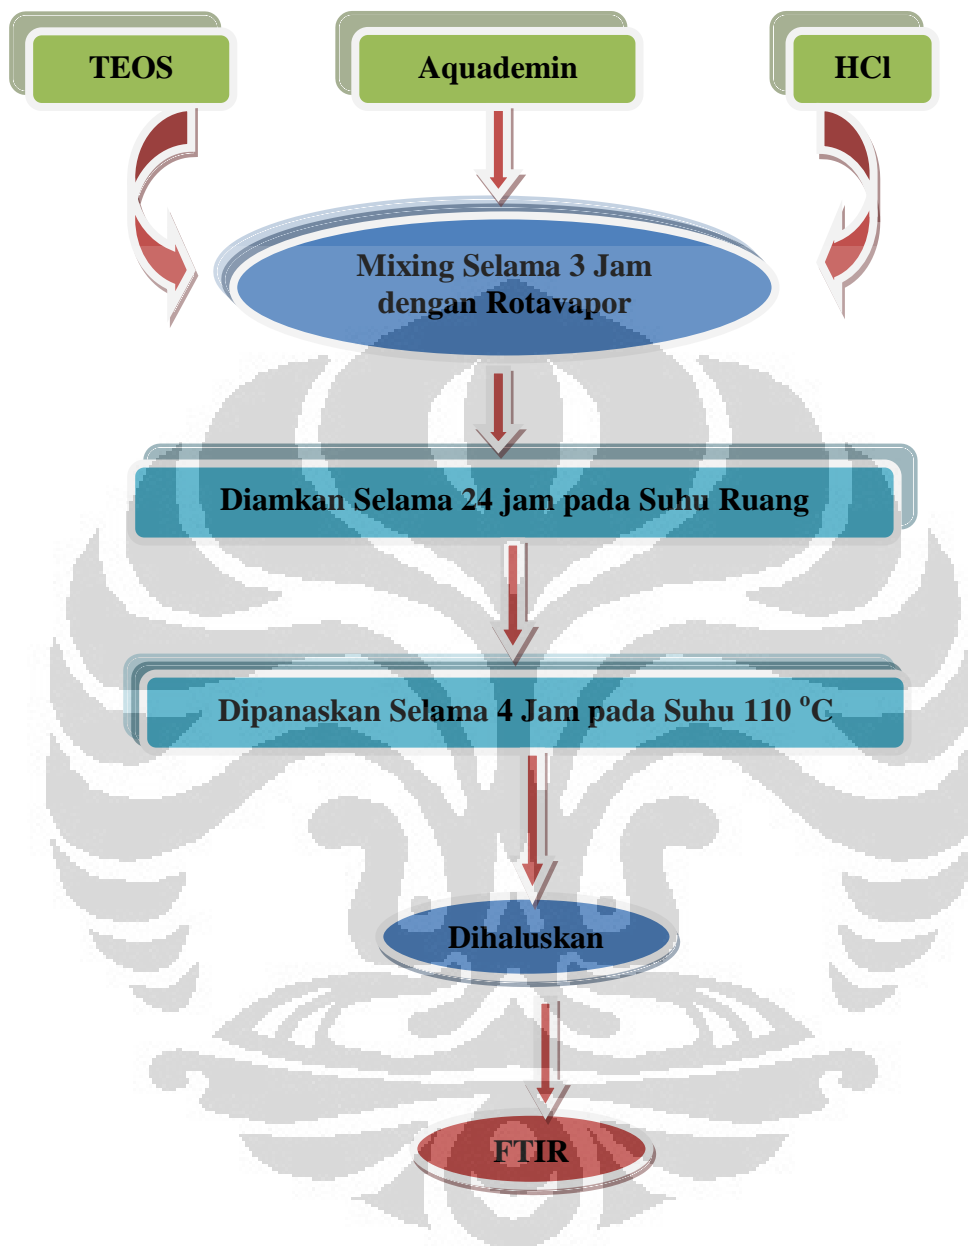 TEOS
Aquademin
HCl
Mixing Selama 3 Jam
dengan Rotavapor
Diamkan Selama 24 jam pada Suhu Ruang
Dipanaskan Selama 4 Jam pada Suhu 110 °C
Dihaluskan
FTIR